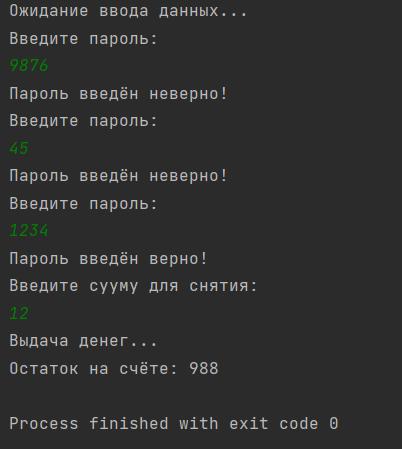 Ожидание ввода данных...
Введите пароль:
9876
Пароль введён неверно!
Введите пароль:
45
Пароль введён неверно!
Введите пароль:
1234
Пароль введён верно!
Введите сууму для снятия:
12
Выдача денег...
Остаток на счёте: 988
Process finished with exit code 0